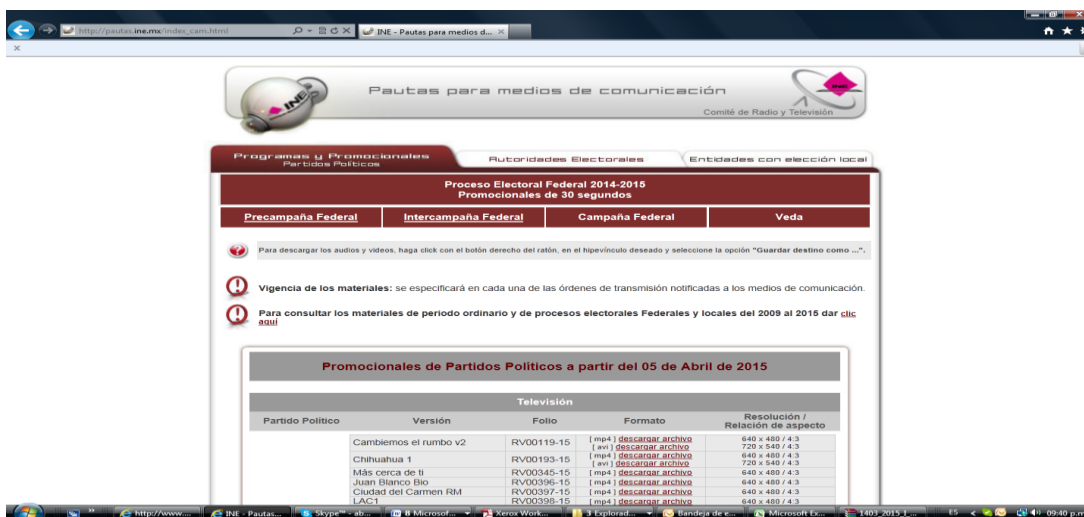 http://pautas.ine.mx/index_cam.html
INE - Pautas para medios d...
INE
Pautas para medios de comunicación
INE
Comité de Radio y Televisión
Programas y Promocionales
Partidos Políticos
Autoridades Electorales
Entidades con elección local
Proceso Electoral Federal 2014-2015
Promocionales de 30 segundos
Precampaña Federal Intercampaña Federal Campaña Federal Veda
Para descargar los audios y videos, haga click con el botón derecho del ratón, en el hipevínculo deseado y seleccione la opción "Guardar destino como ...".
Vigencia de los materiales: se especificará en cada una de las órdenes de transmisión notificadas a los medios de comunicación.
Para consultar los materiales de periodo ordinario y de procesos electorales Federales y locales del 2009 al 2015 dar clic
aquí
Promocionales de Partidos Políticos a partir del 05 de Abril de 2015
Televisión
Partido Político Versión Folio Formato Resolución /
Relación de aspecto
Cambiemos el rumbo v2 RV00119-15 [ mp4 ] descargar archivo 640 x 480 / 4:3
[ avi ] descargar archivo 720 x 540 / 4:3
Chihuahua 1 RV00193-15 [ mp4 ] descargar archivo 640 x 480 / 4:3
[ avi ] descargar archivo 720 x 540 / 4:3
Más cerca de ti RV00345-15 [ mp4 ] descargar archivo 640 x 480 / 4:3
Juan Blanco Bio RV00396-15 [ mp4 ] descargar archivo 640 x 480 / 4:3
Ciudad del Carmen RM RV00397-15 [ mp4 ] descargar archivo 640 x 480 / 4:3
LAC1 RV00398-15 [ mp4 ] descargar archivo 640 x 480 / 4:3
http://www.... INE - Pautas... Skype™ - ab... 8 Microsof... Xerox Work... 3 Explorad... Bandeja de e... Microsoft Ex... 1403_2015_I_... ES 09:40 p.m.